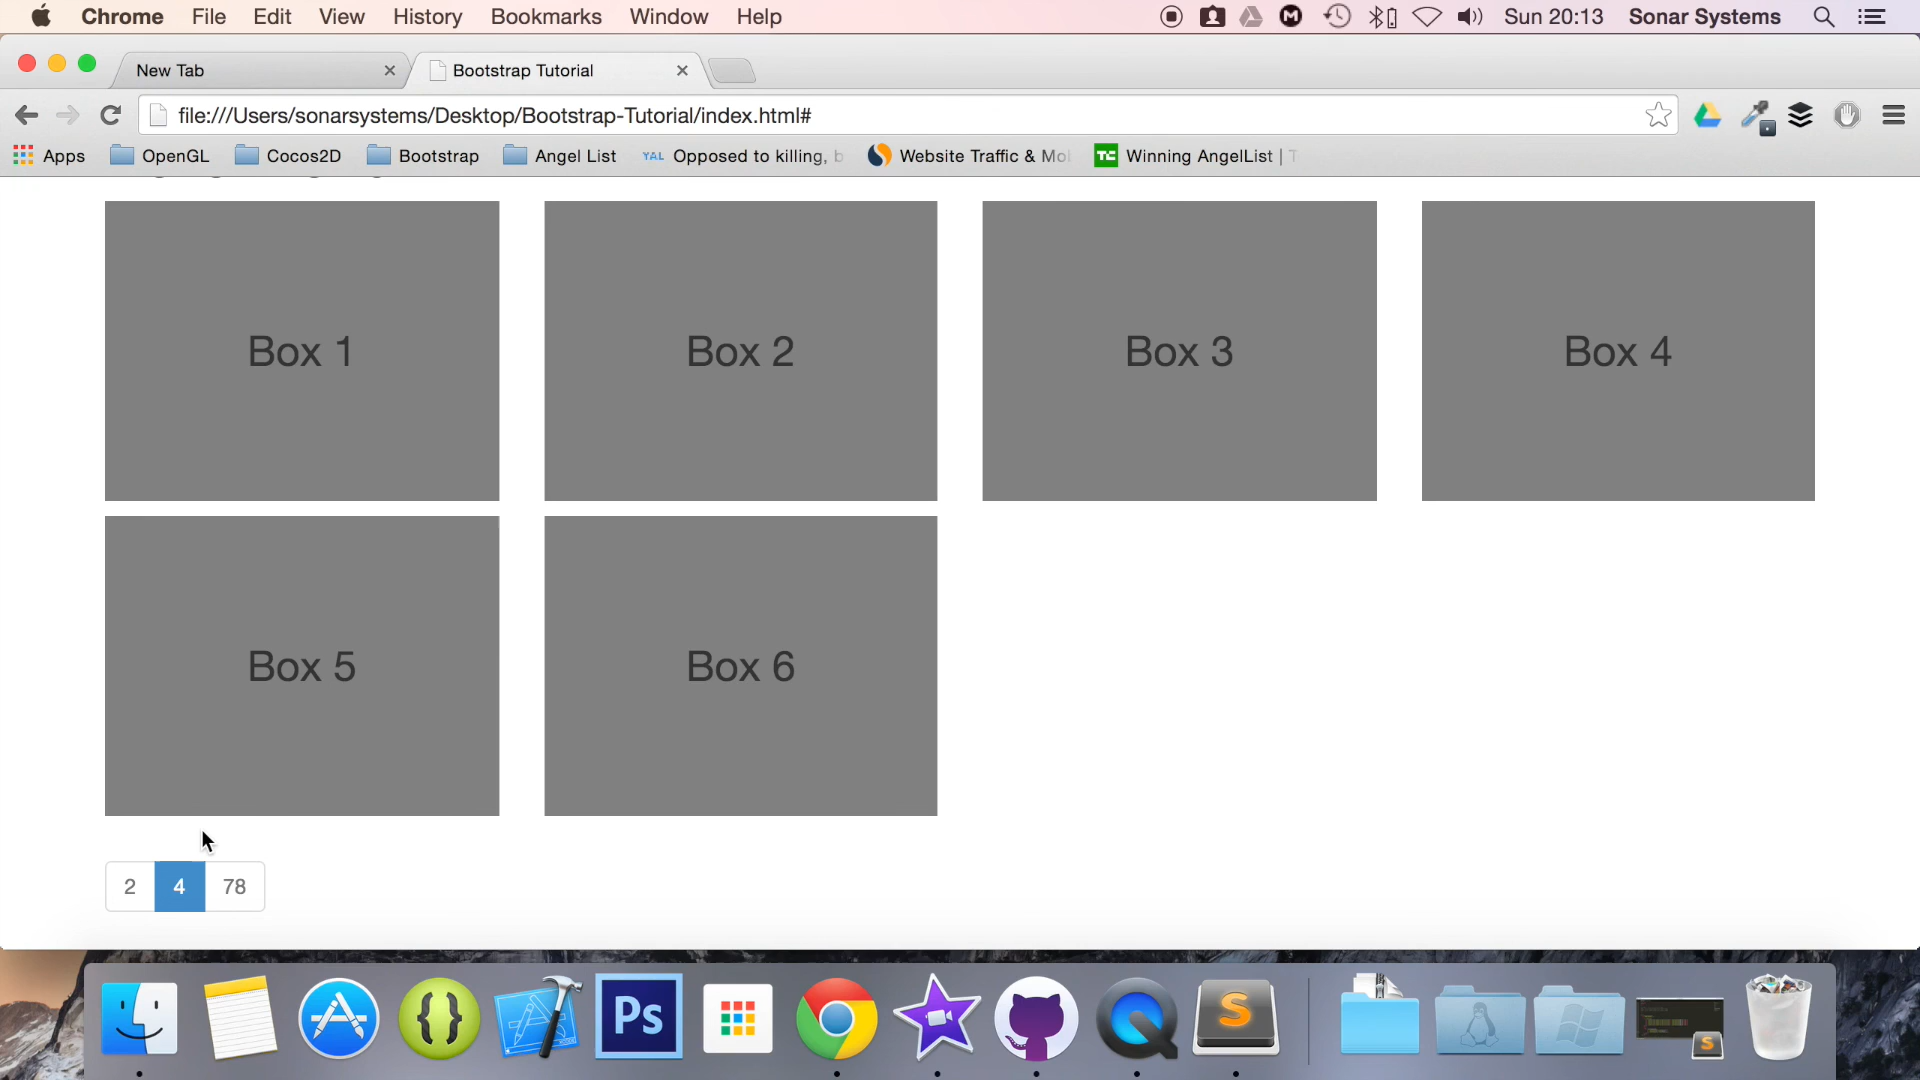 Chrome File Edit View History Bookmarks Window Help Sun 20:13 Sonar Systems
New Tab Bootstrap Tutorial
file:///Users/sonarsystems/Desktop/Bootstrap-Tutorial/index.html#
Apps OpenGL Cocos2D Bootstrap Angel List YAL Opposed to killing, b Website Traffic & Mo TC Winning AngelList | T
Box 1 Box 2 Box 3 Box 4
Box 5 Box 6
2 4 78
Ps S